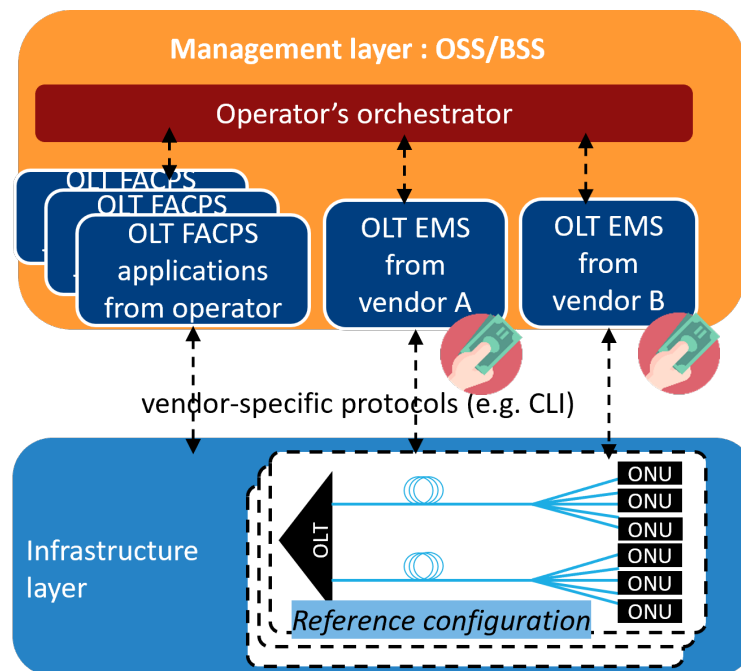 Management layer : OSS/BSS
Operator's orchestrator
OLT FACPS
OLT FACPS
OLT FACPS
applications
from operator
OLT EMS
from
vendor A
OLT EMS
from
vendor B
vendor-specific protocols (e.g. CLI)
Infrastructure
layer
OLT
ONU
ONU
ONU
ONU
ONU
ONU
Reference configuration